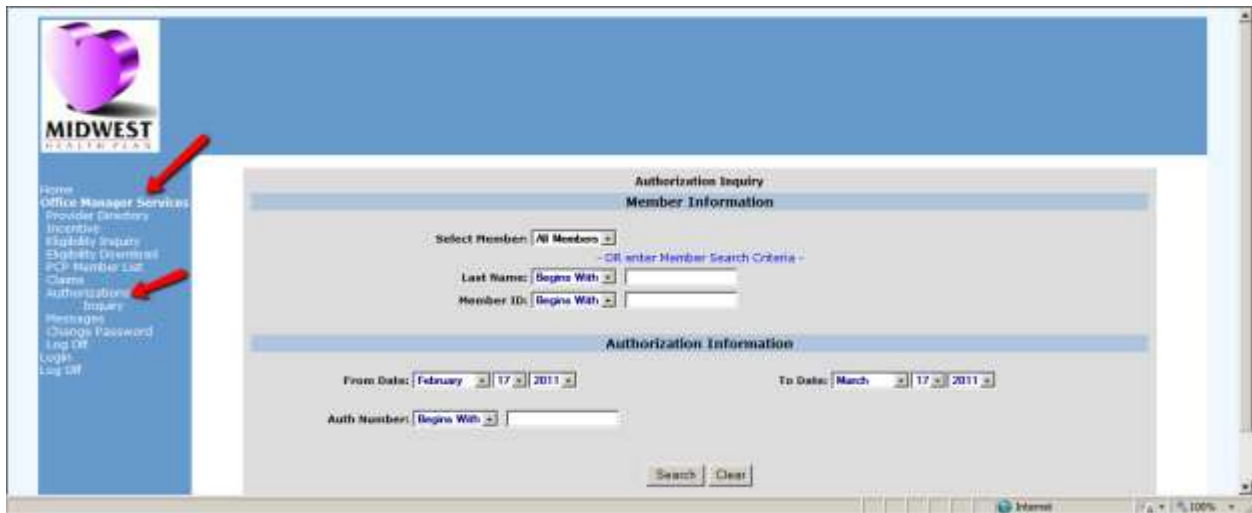 MIDWEST
HEALTH PLAN
Home
Office Manager Services
Provider Directory
Incentive
Eligibility Inquiry
Eligibility Download
PCP Member List
Claims
Authorizations
Inquiry
Messages
Change Password
Log Off
Login
Log Off
Authorization Inquiry
Member Information
Select Member: All Members
- OR enter Member Search Criteria -
Last Name: Begins With
Member ID: Begins With
Authorization Information
From Date: February 17 2011 To Date: March 17 2011
Auth Number: Begins With
Search Clear
Internet 100%